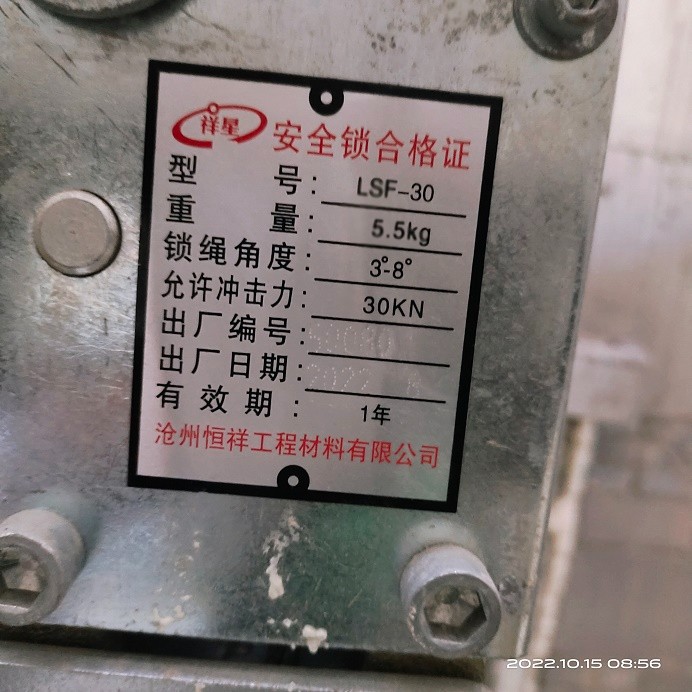 祥星 安全锁合格证
型 号: LSF-30
重 量: 5.5kg
锁绳角度: 3°-8°
允许冲击力: 30KN
出厂编号:
出厂日期: 2022
有效期: 1年
沧州恒祥工程材料有限公司
2022.10.15 08:56